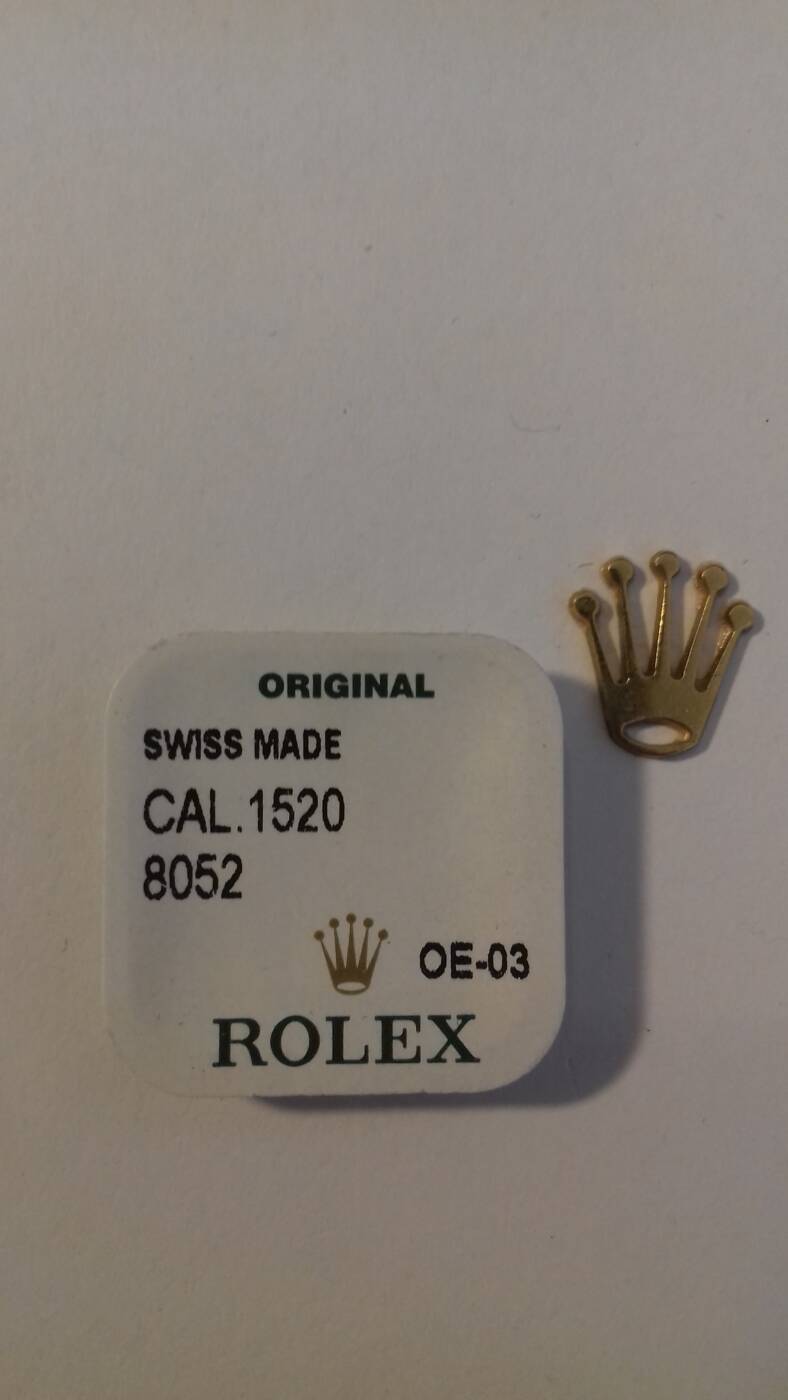 ORIGINAL
SWISS MADE
CAL.1520
8052
OE-03
ROLEX